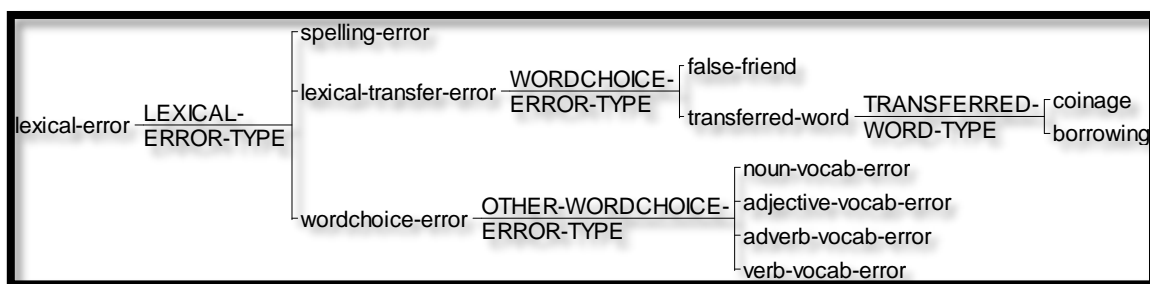 spelling-error
false-friend
lexical-transfer-error
WORDCHOICE-
ERROR-TYPE
transferred-word
TRANSFERRED-
WORD-TYPE
coinage
borrowing
lexical-error
LEXICAL-
ERROR-TYPE
noun-vocab-error
adjective-vocab-error
wordchoice-error
OTHER-WORDCHOICE-
ERROR-TYPE
adverb-vocab-error
verb-vocab-error